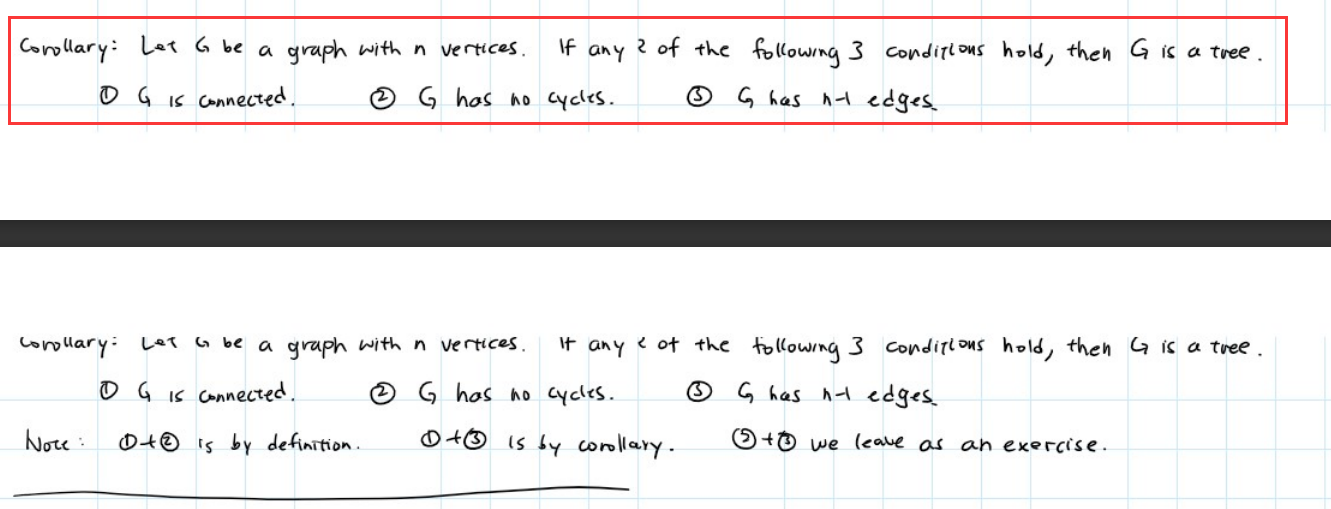 Corollary: Let G be a graph with n vertices. If any 2 of the following 3 conditions hold, then G is a tree.
① G is connected. ② G has no cycles. ③ G has n-1 edges.
Corollary: Let G be a graph with n vertices. If any 2 of the following 3 conditions hold, then G is a tree.
① G is connected. ② G has no cycles. ③ G has n-1 edges.
Note: ①+② is by definition. ①+③ is by corollary. ②+③ we leave as an exercise.